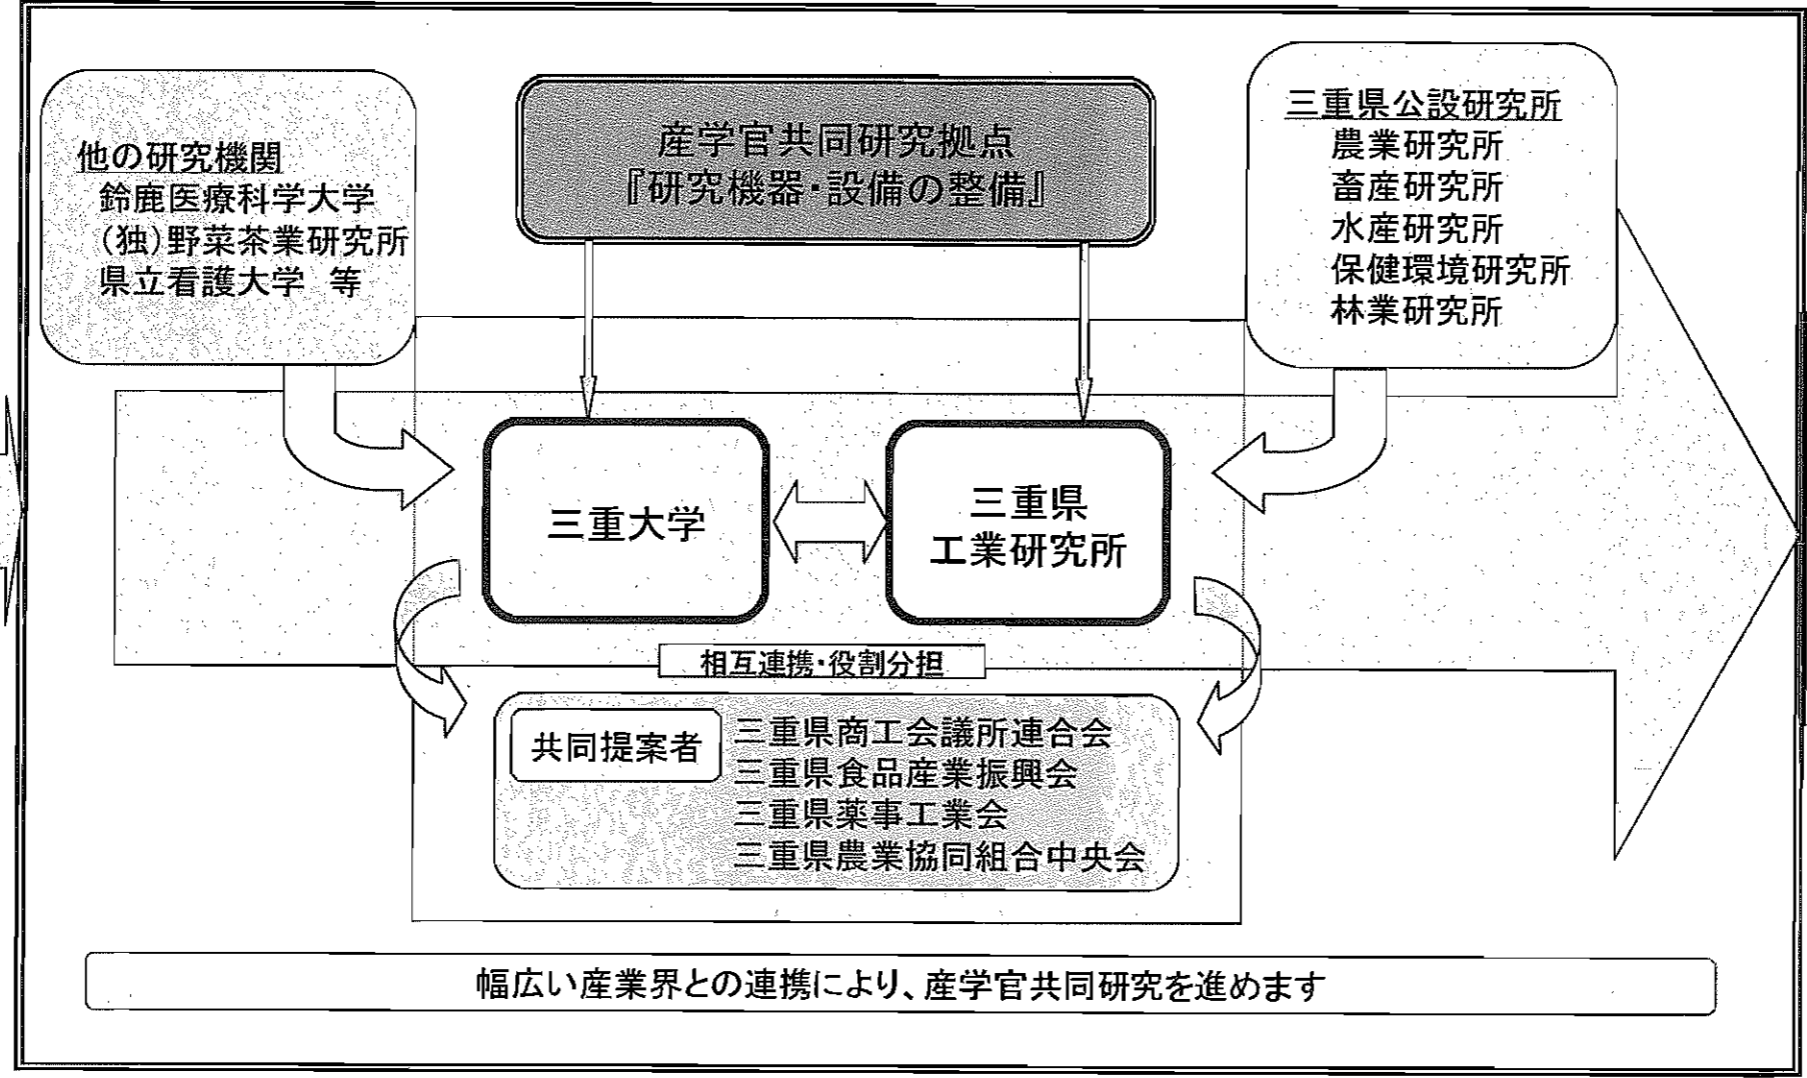 他の研究機関
鈴鹿医療科学大学
(独)野菜茶業研究所
県立看護大学 等
産学官共同研究拠点
『研究機器・設備の整備』
三重県公設研究所
農業研究所
畜産研究所
水産研究所
保健環境研究所
林業研究所
三重大学
三重県
工業研究所
相互連携・役割分担
共同提案者
三重県商工会議所連合会
三重県食品産業振興会
三重県薬事工業会
三重県農業協同組合中央会
幅広い産業界との連携により、産学官共同研究を進めます